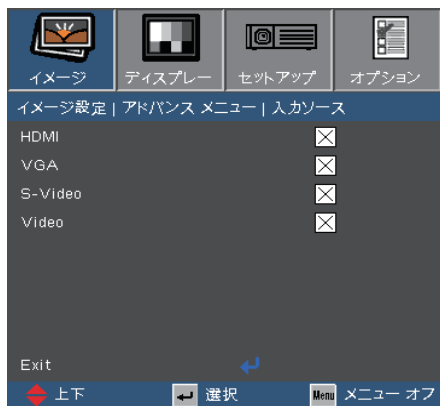 イメージ ディスプレー セットアップ オプション
イメージ設定 | アドバンス メニュー | 入力ソース
HDMI
VGA
S-Video
Video
Exit
上下 選択 Menu メニュー オフ